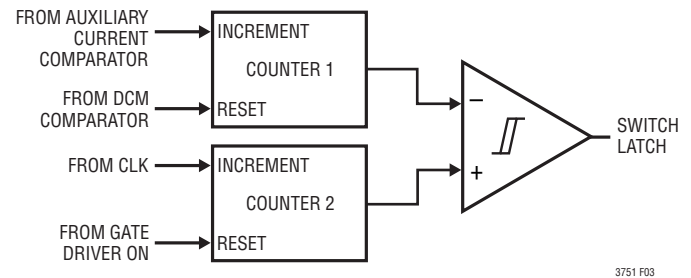 FROM AUXILIARY
CURRENT
COMPARATOR
INCREMENT
COUNTER 1
FROM DCM
COMPARATOR
RESET
FROM CLK
INCREMENT
COUNTER 2
FROM GATE
DRIVER ON
RESET
–
+
SWITCH
LATCH
3751 F03